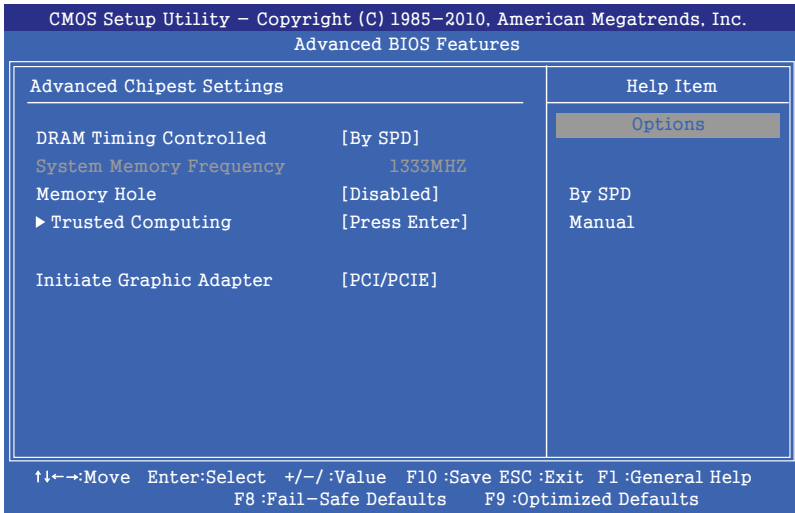 CMOS Setup Utility – Copyright (C) 1985–2010, American Megatrends, Inc.
Advanced BIOS Features
Advanced Chipest Settings
Help Item
Options
DRAM Timing Controlled [By SPD]
System Memory Frequency 1333MHZ
Memory Hole [Disabled]
▶ Trusted Computing [Press Enter]
Initiate Graphic Adapter [PCI/PCIE]
By SPD
Manual
↑↓←→:Move Enter:Select +/–/:Value F10:Save ESC:Exit F1:General Help
F8:Fail–Safe Defaults F9:Optimized Defaults